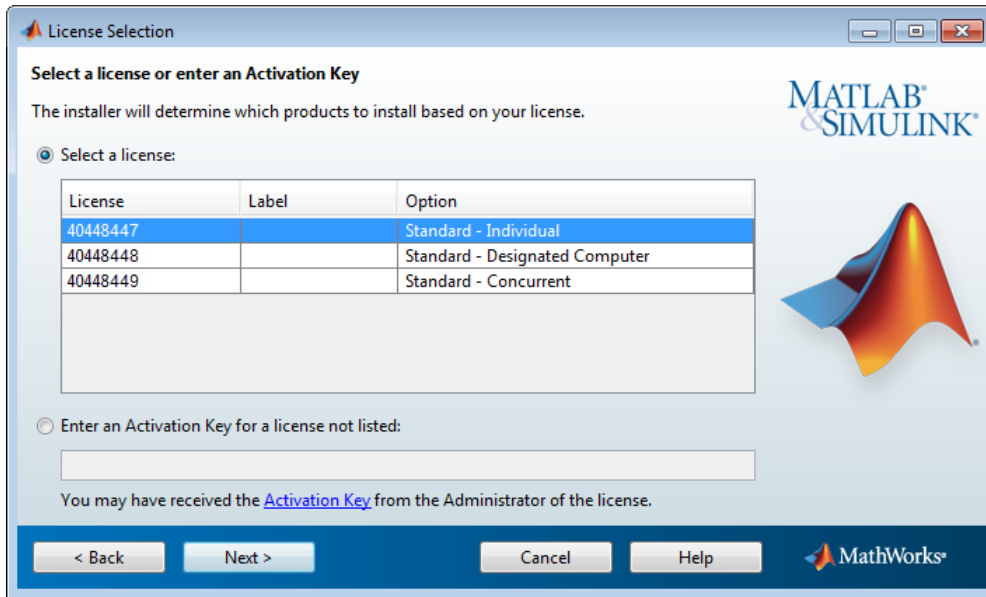 License Selection
Select a license or enter an Activation Key
The installer will determine which products to install based on your license.
MATLAB®
&SIMULINK®
Select a license:
License Label Option
40448447 Standard - Individual
40448448 Standard - Designated Computer
40448449 Standard - Concurrent
Enter an Activation Key for a license not listed:
You may have received the Activation Key from the Administrator of the license.
< Back Next > Cancel Help MathWorks®